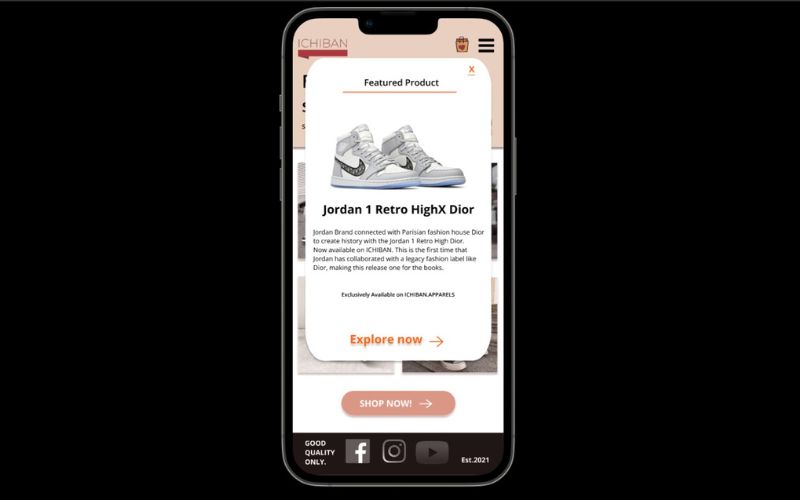 ICHIBAN
X
Featured Product
Jordan 1 Retro HighX Dior
Jordan Brand connected with Parisian fashion house Dior
to create history with the Jordan 1 Retro High Dior.
Now available on ICHIBAN. This is the first time that
Jordan has collaborated with a legacy fashion label like
Dior, making this release one for the books.
Exclusively Available on ICHIBAN.APPARELS
Explore now
SHOP NOW!
GOOD
QUALITY
ONLY.
Est.2021